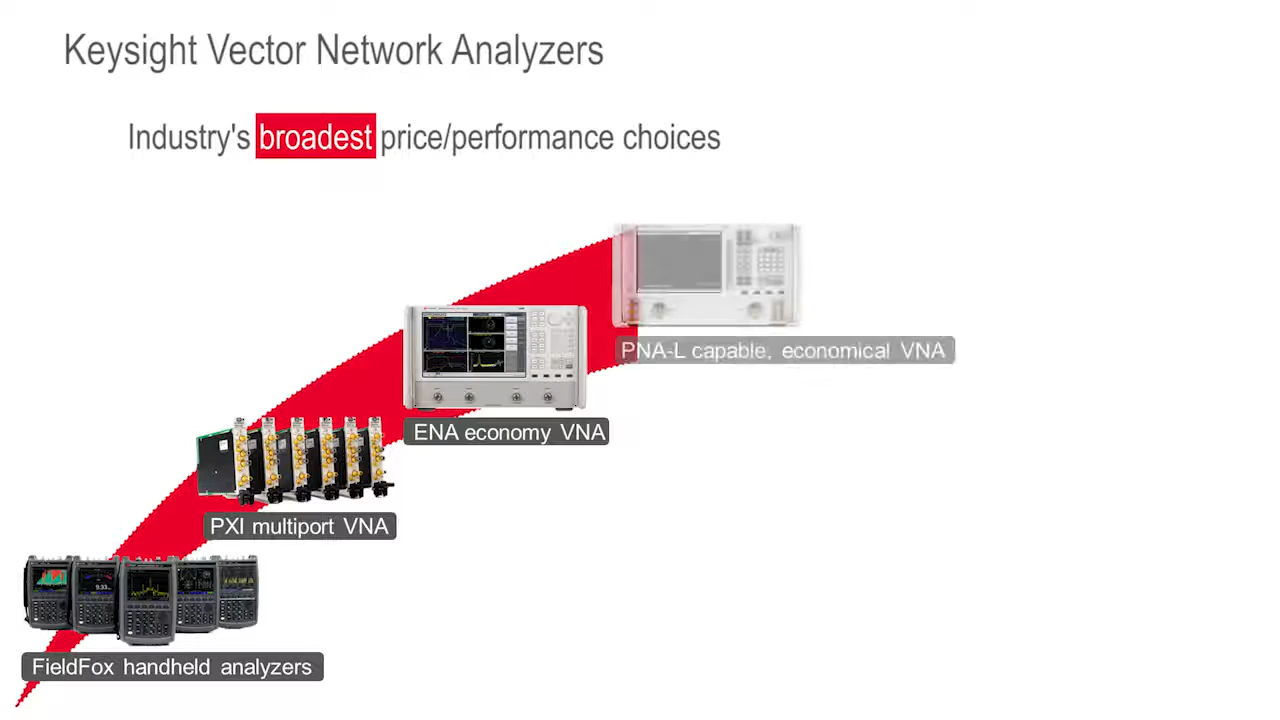 Keysight Vector Network Analyzers
Industry's broadest price/performance choices
PNA-L capable, economical VNA
ENA economy VNA
PXI multiport VNA
FieldFox handheld analyzers